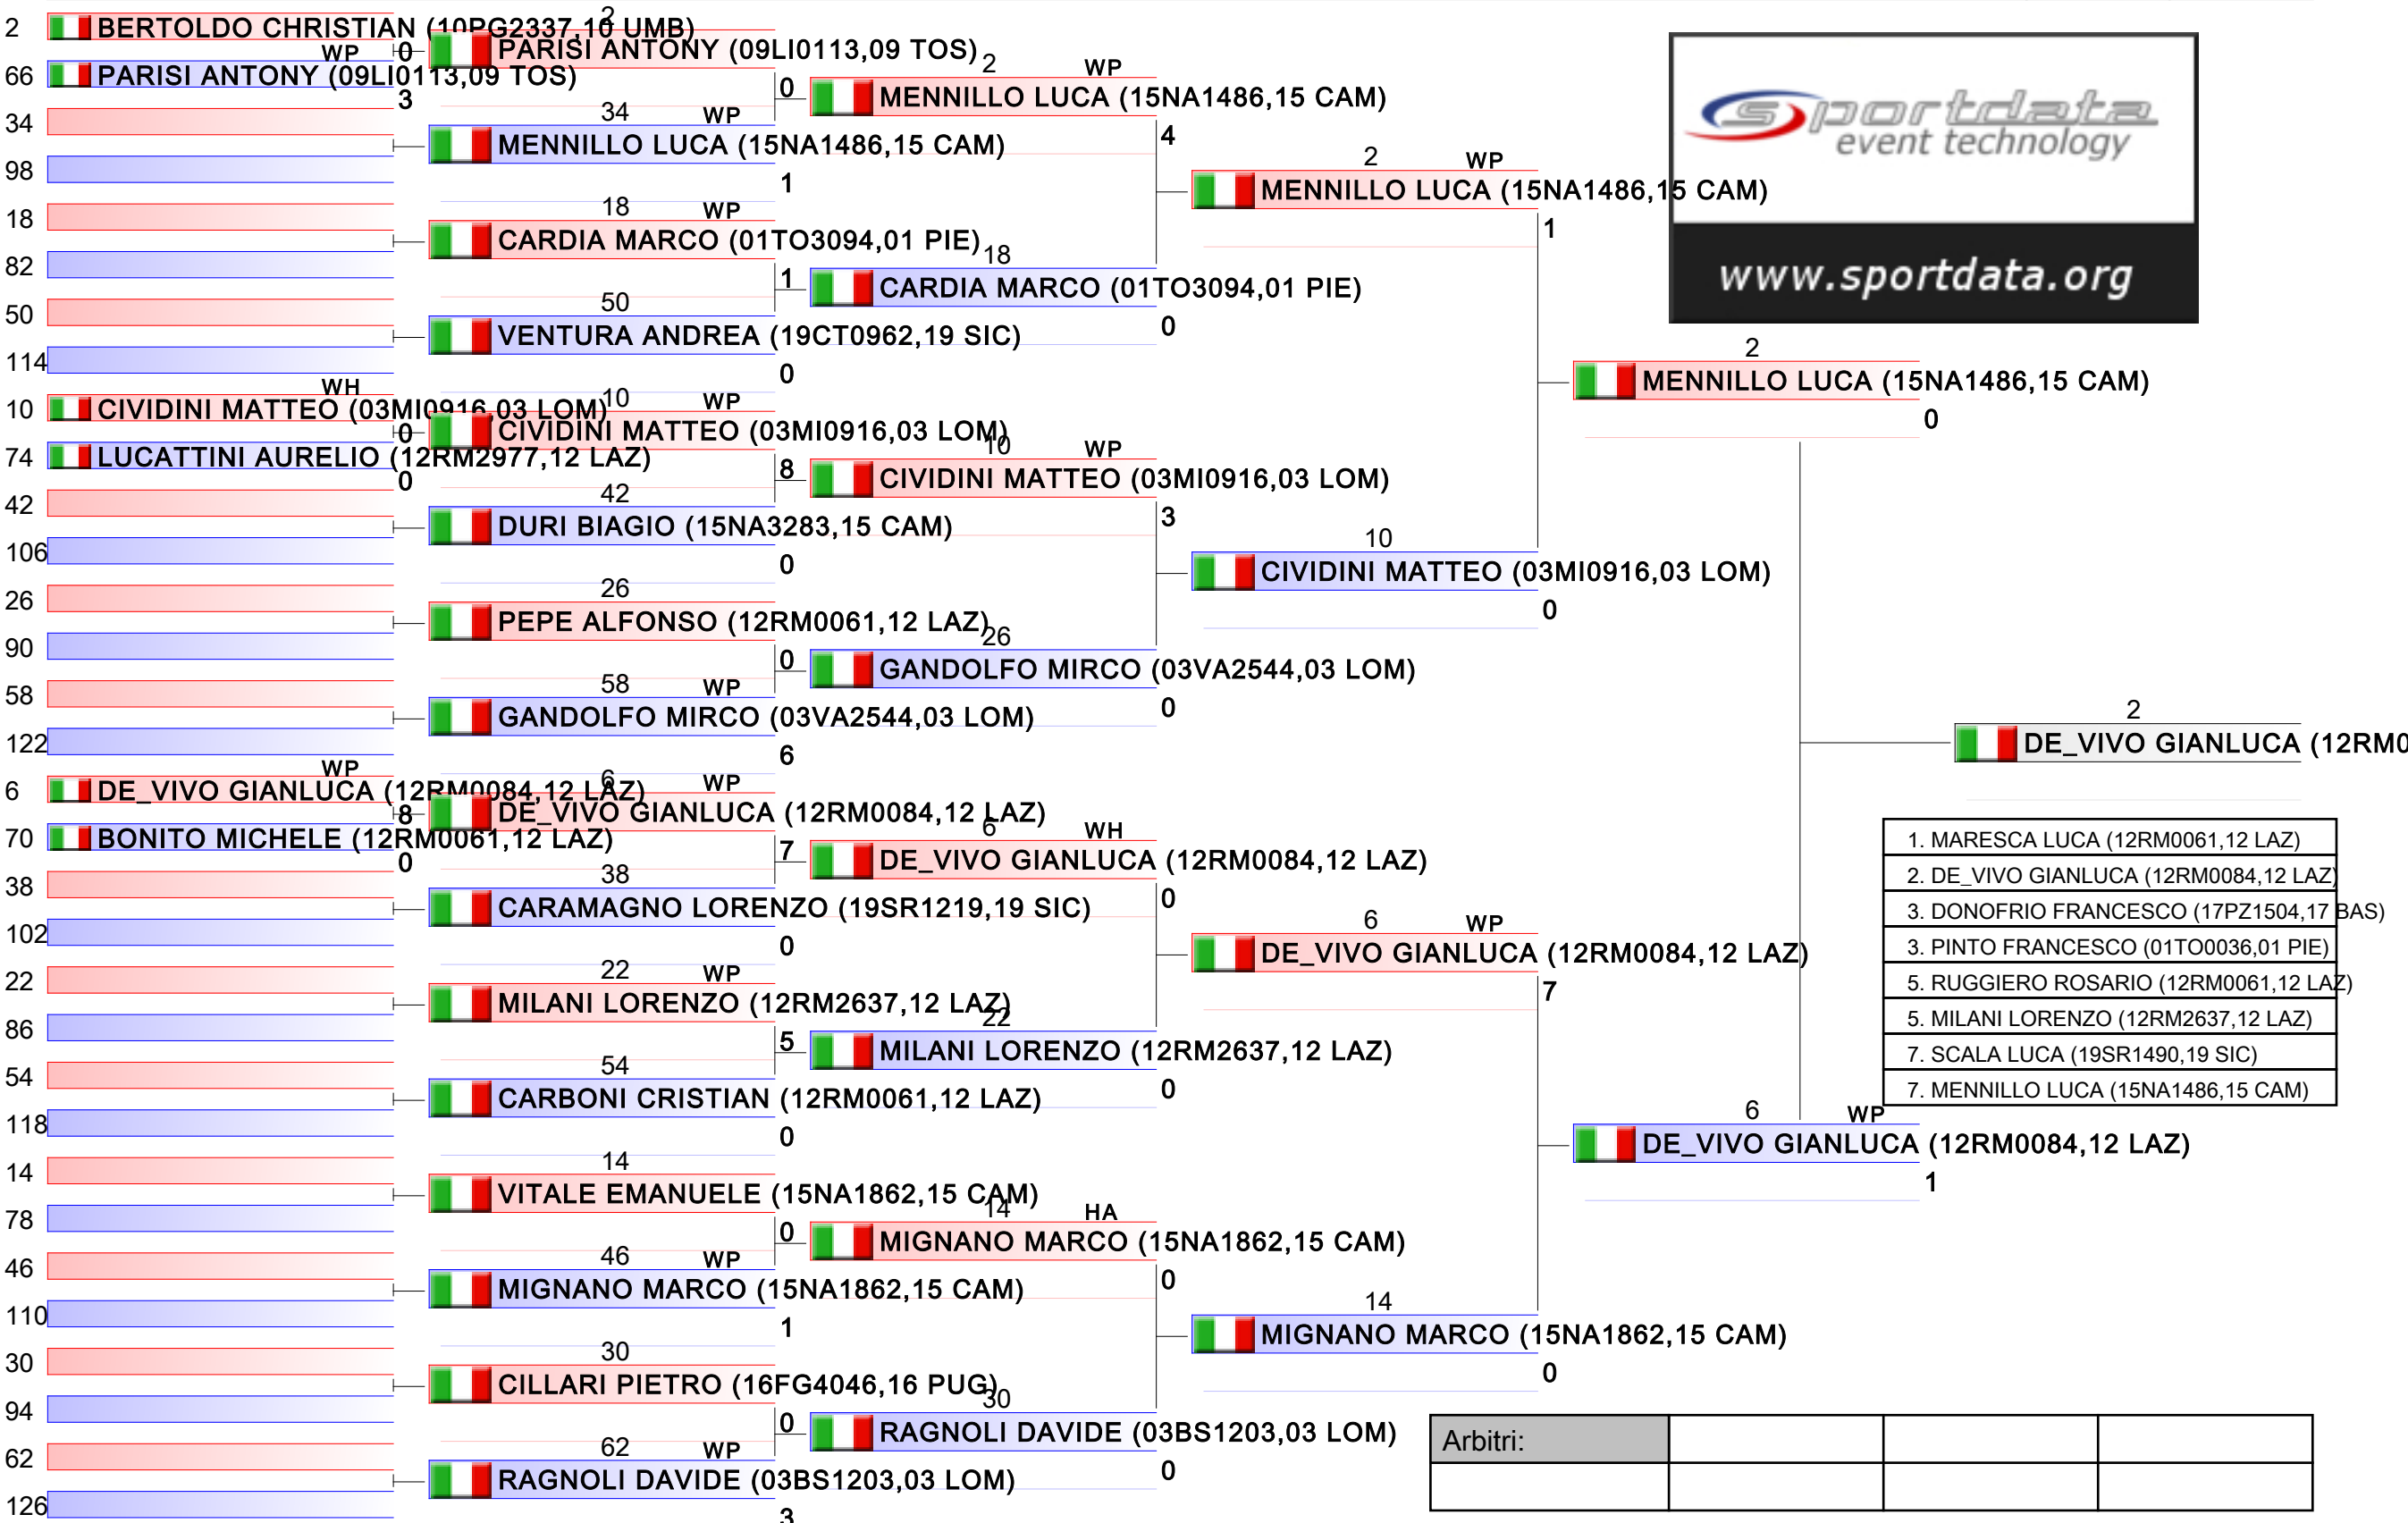 2 BERTOLDO CHRISTIAN (10PG2337,10 UMB)
WP 0
66 PARISI ANTONY (09LI0113,09 TOS)
3
34
98
18
82
50
114
WH
10 CIVIDINI MATTEO (03MI0916,03 LOM)
0
74 LUCATTINI AURELIO (12RM2977,12 LAZ)
0
42
106
26
90
58
122
WP
6 DE_VIVO GIANLUCA (12RM0084,12 LAZ)
8
70 BONITO MICHELE (12RM0061,12 LAZ)
0
38
102
22
86
54
118
14
78
46
110
30
94
62
126
2
PARISI ANTONY (09LI0113,09 TOS)
0
34 WP
MENNILLO LUCA (15NA1486,15 CAM)
1
18 WP
CARDIA MARCO (01TO3094,01 PIE)
1
50
VENTURA ANDREA (19CT0962,19 SIC)
0
10 WP
CIVIDINI MATTEO (03MI0916,03 LOM)
8
42
DURI BIAGIO (15NA3283,15 CAM)
0
26
PEPE ALFONSO (12RM0061,12 LAZ)
0
58 WP
GANDOLFO MIRCO (03VA2544,03 LOM)
6
6 WP
DE_VIVO GIANLUCA (12RM0084,12 LAZ)
7
38
CARAMAGNO LORENZO (19SR1219,19 SIC)
0
22 WP
MILANI LORENZO (12RM2637,12 LAZ)
5
54
CARBONI CRISTIAN (12RM0061,12 LAZ)
0
14
VITALE EMANUELE (15NA1862,15 CAM)
0
46 WP
MIGNANO MARCO (15NA1862,15 CAM)
1
30
CILLARI PIETRO (16FG4046,16 PUG)
0
62 WP
RAGNOLI DAVIDE (03BS1203,03 LOM)
3
2 WP
MENNILLO LUCA (15NA1486,15 CAM)
4
18
CARDIA MARCO (01TO3094,01 PIE)
0
10 WP
CIVIDINI MATTEO (03MI0916,03 LOM)
3
26
GANDOLFO MIRCO (03VA2544,03 LOM)
0
6 WH
DE_VIVO GIANLUCA (12RM0084,12 LAZ)
0
22
MILANI LORENZO (12RM2637,12 LAZ)
0
14 HA
MIGNANO MARCO (15NA1862,15 CAM)
0
30
RAGNOLI DAVIDE (03BS1203,03 LOM)
0
2 WP
MENNILLO LUCA (15NA1486,15 CAM)
1
10
CIVIDINI MATTEO (03MI0916,03 LOM)
0
6 WP
DE_VIVO GIANLUCA (12RM0084,12 LAZ)
7
14
MIGNANO MARCO (15NA1862,15 CAM)
0
sportdata
event technology
www.sportdata.org
2
MENNILLO LUCA (15NA1486,15 CAM)
0
6 WP
DE_VIVO GIANLUCA (12RM0084,12 LAZ)
1
2
DE_VIVO GIANLUCA (12RM0
1. MARESCA LUCA (12RM0061,12 LAZ)
2. DE_VIVO GIANLUCA (12RM0084,12 LAZ)
3. DONOFRIO FRANCESCO (17PZ1504,17 BAS)
3. PINTO FRANCESCO (01TO0036,01 PIE)
5. RUGGIERO ROSARIO (12RM0061,12 LAZ)
5. MILANI LORENZO (12RM2637,12 LAZ)
7. SCALA LUCA (19SR1490,19 SIC)
7. MENNILLO LUCA (15NA1486,15 CAM)
Arbitri: